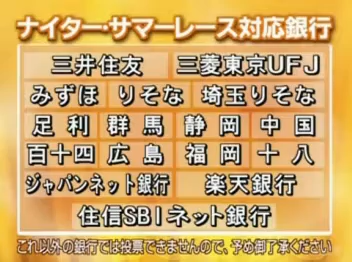 ナイター・サマーレース対応銀行
三井住友 三菱東京UFJ
みずほ りそな 埼玉りそな
足利 群馬 静岡 中国
百十四 広島 福岡 十八
ジャパンネット銀行 楽天銀行
住信SBIネット銀行
これ以外の銀行では投票できませんので、予め御了承ください